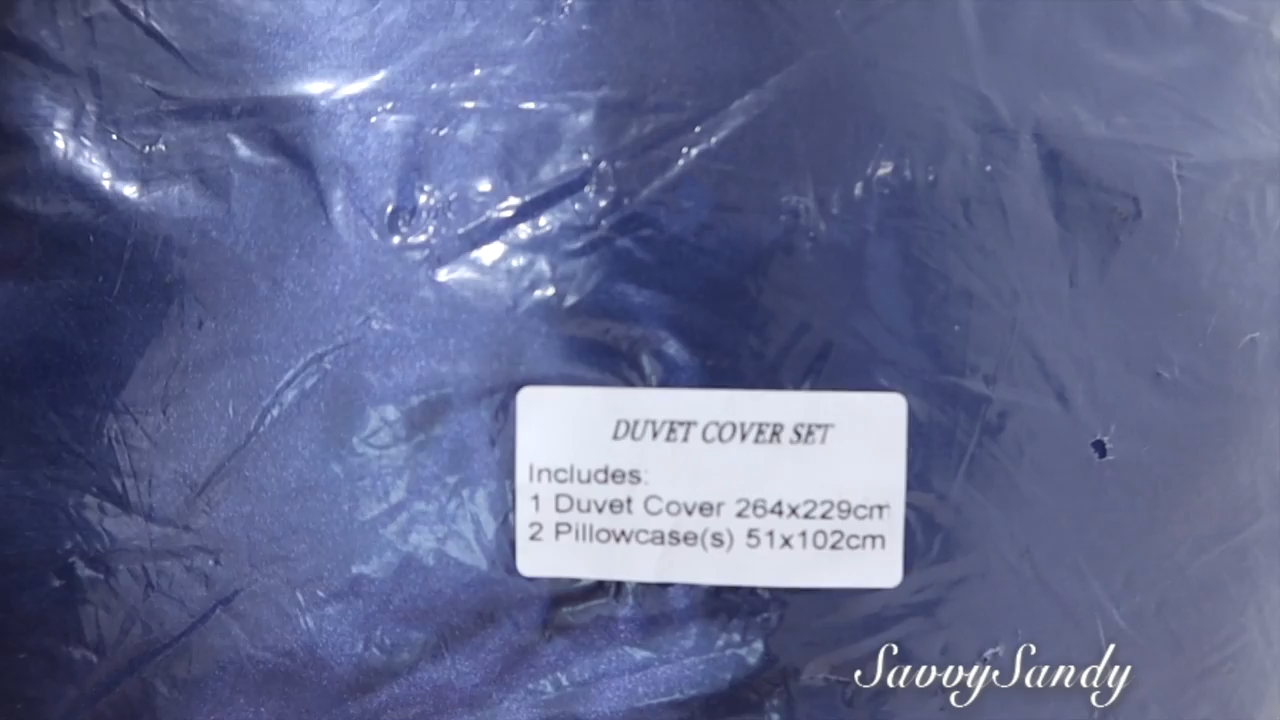 DUVET COVER SET
Includes:
1 Duvet Cover 264x229cm
2 Pillowcase(s) 51x102cm
SavvySandy